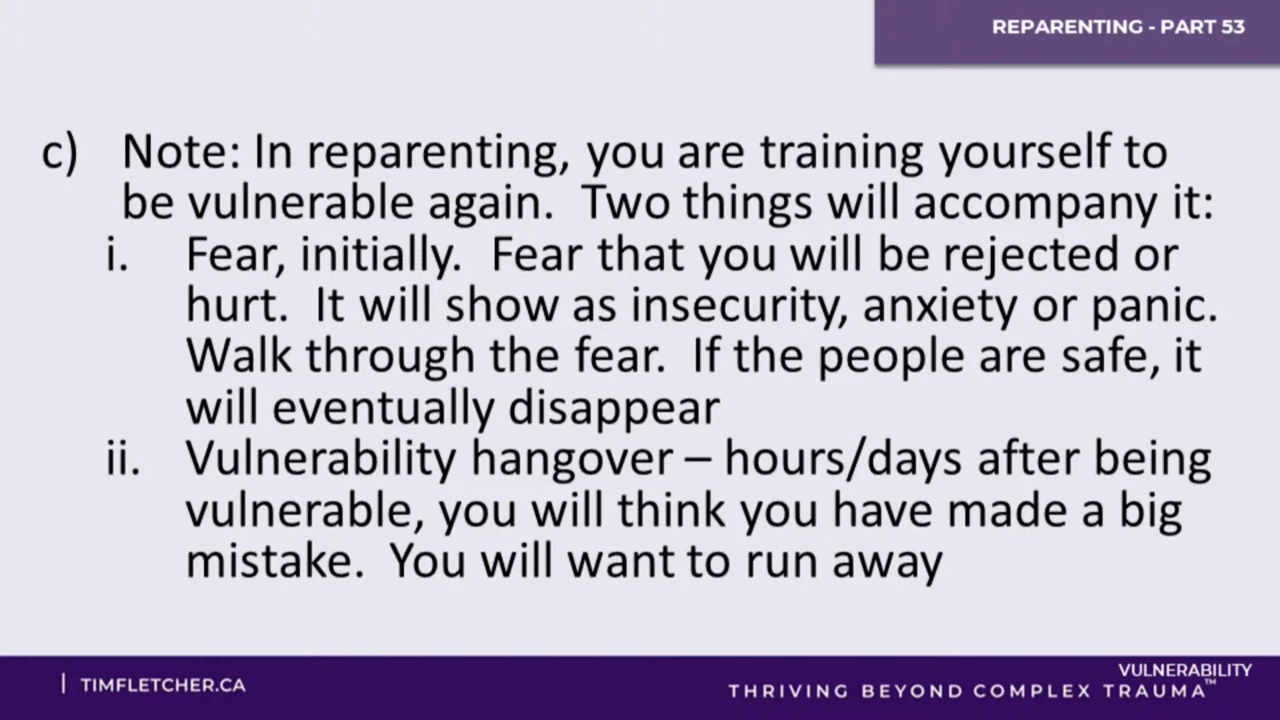 REPARENTING - PART 53
c) Note: In reparenting, you are training yourself to
be vulnerable again. Two things will accompany it:
i. Fear, initially. Fear that you will be rejected or
hurt. It will show as insecurity, anxiety or panic.
Walk through the fear. If the people are safe, it
will eventually disappear
ii. Vulnerability hangover – hours/days after being
vulnerable, you will think you have made a big
mistake. You will want to run away
| TIMFLETCHER.CA
VULNERABILITY
THRIVING BEYOND COMPLEX TRAUMA™